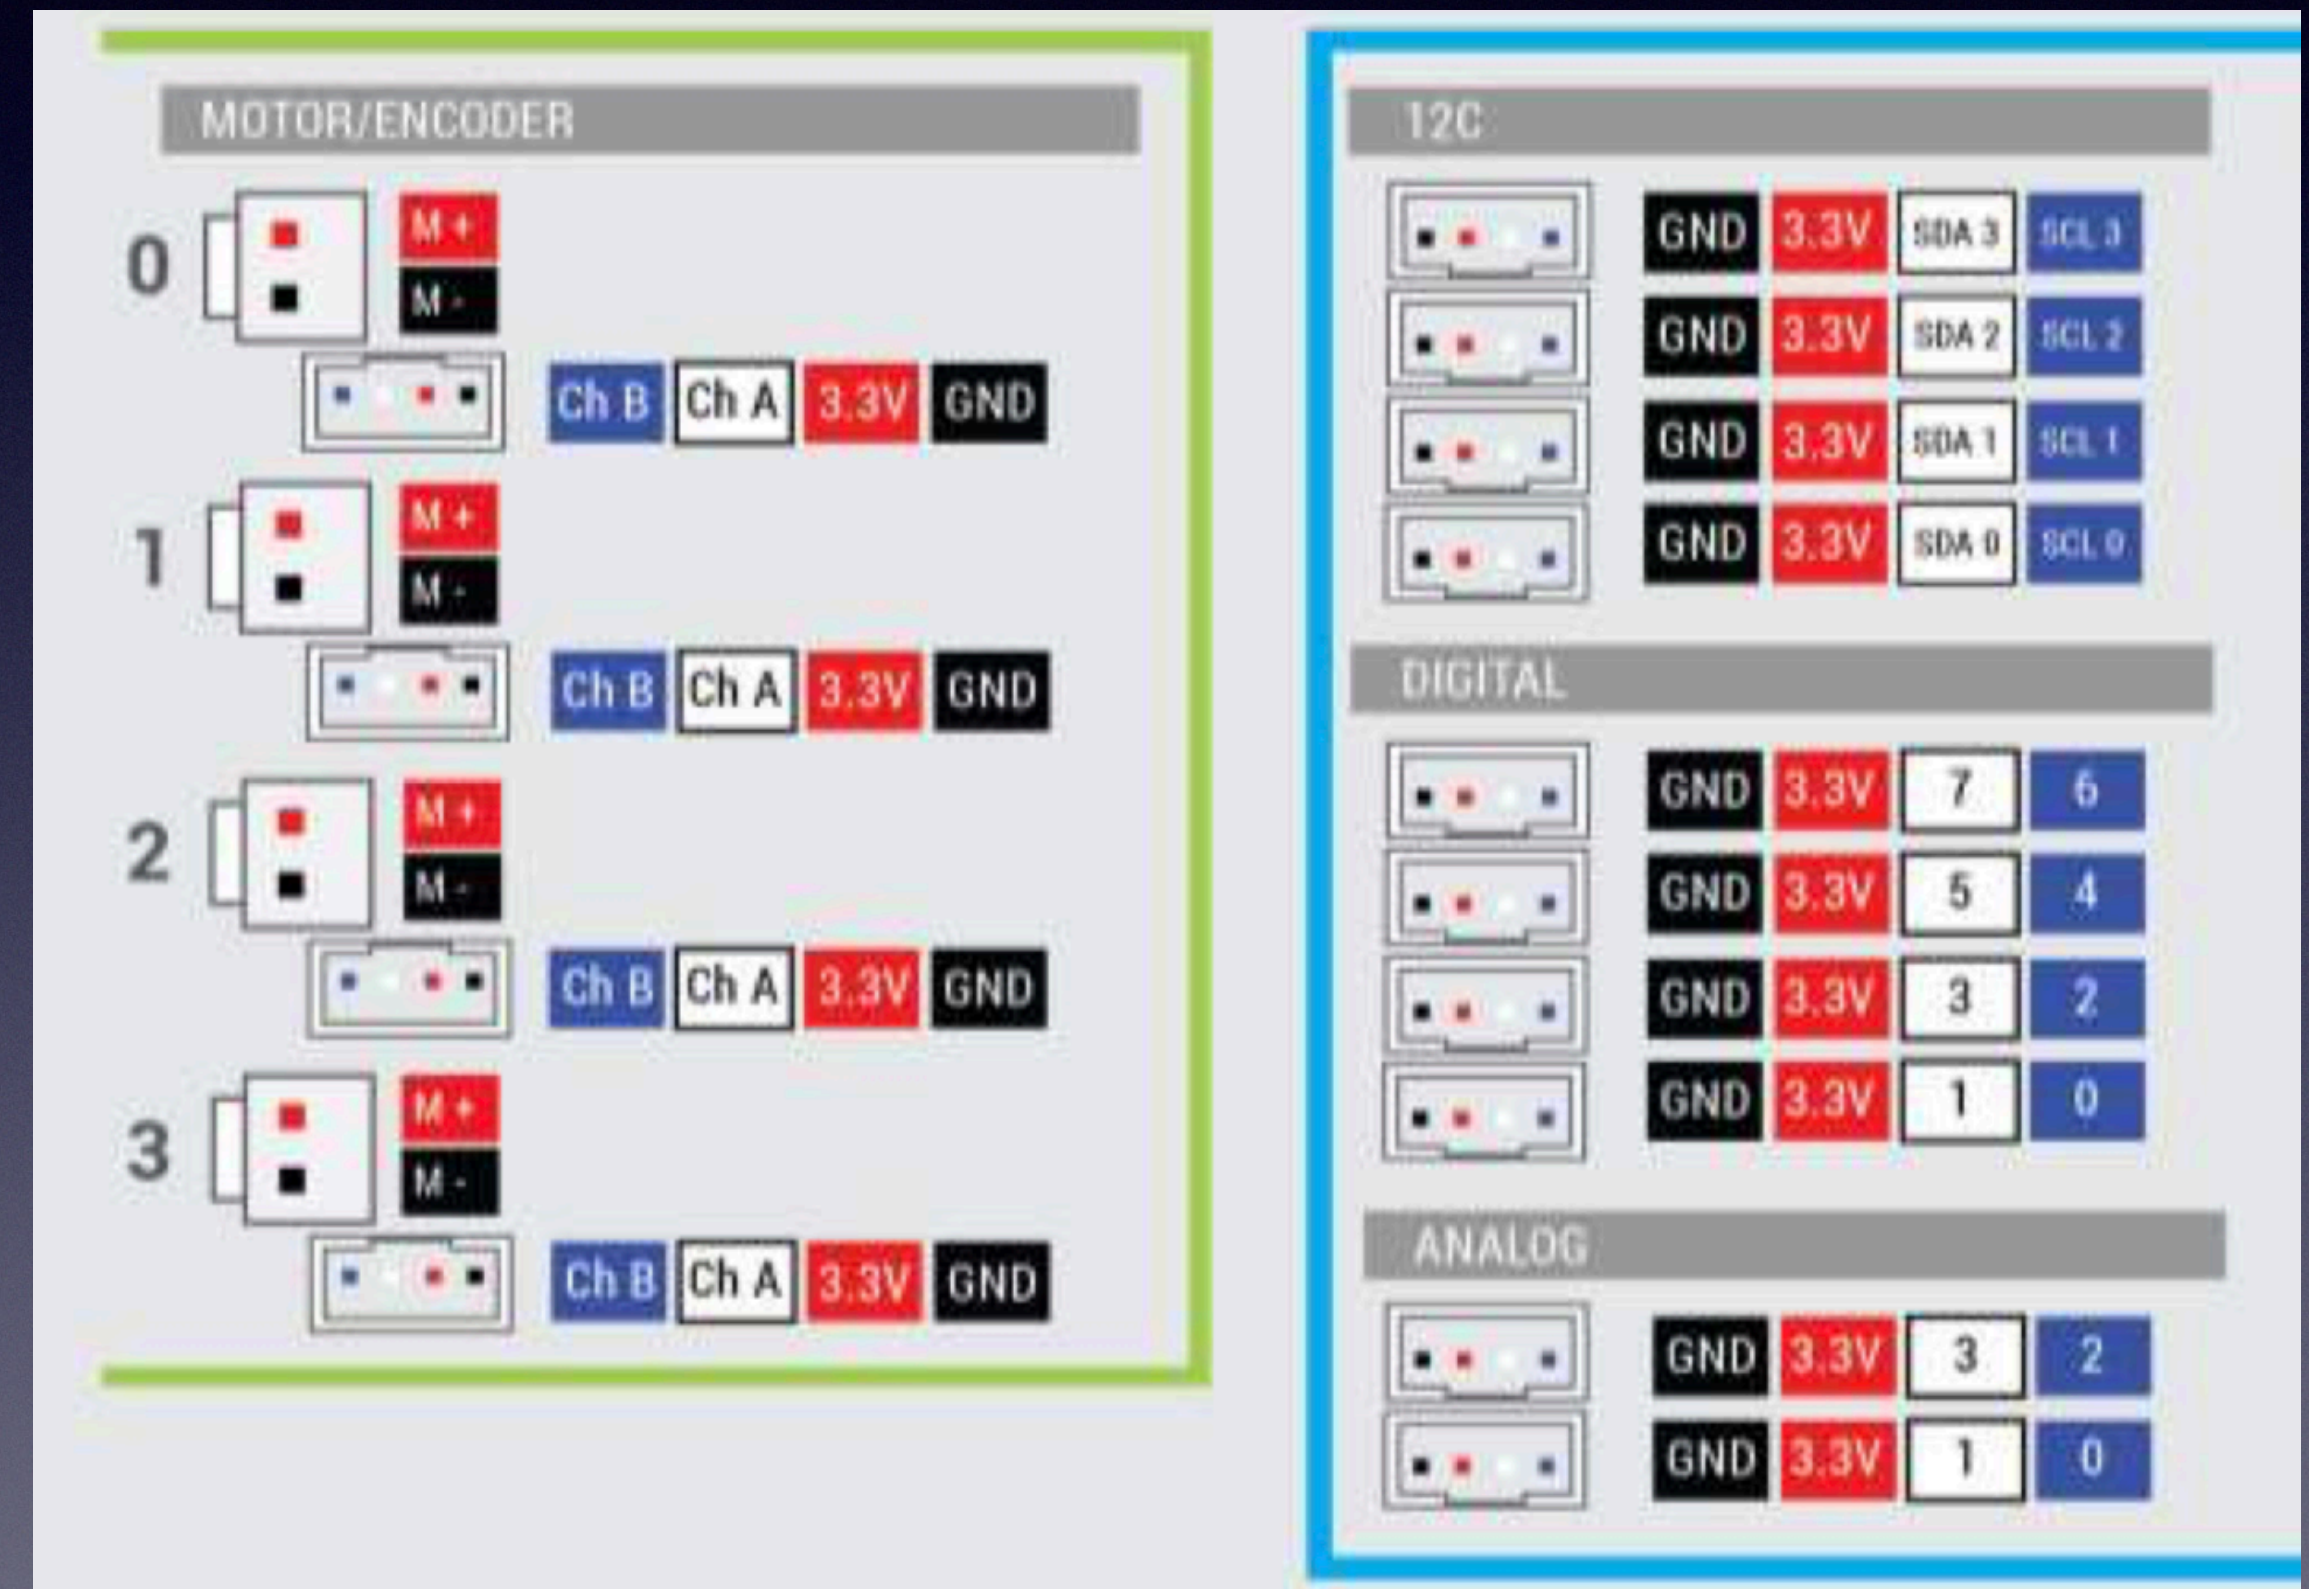 MOTOR/ENCODER
0
M +
M -
Ch B Ch A 3.3V GND
1
M +
M -
Ch B Ch A 3.3V GND
2
M +
M -
Ch B Ch A 3.3V GND
3
M +
M -
Ch B Ch A 3.3V GND
12C
GND 3.3V SDA 3 SCL 3
GND 3.3V SDA 2 SCL 2
GND 3.3V SDA 1 SCL 1
GND 3.3V SDA 0 SCL 0
DIGITAL
GND 3.3V 7 6
GND 3.3V 5 4
GND 3.3V 3 2
GND 3.3V 1 0
ANALOG
GND 3.3V 3 2
GND 3.3V 1 0